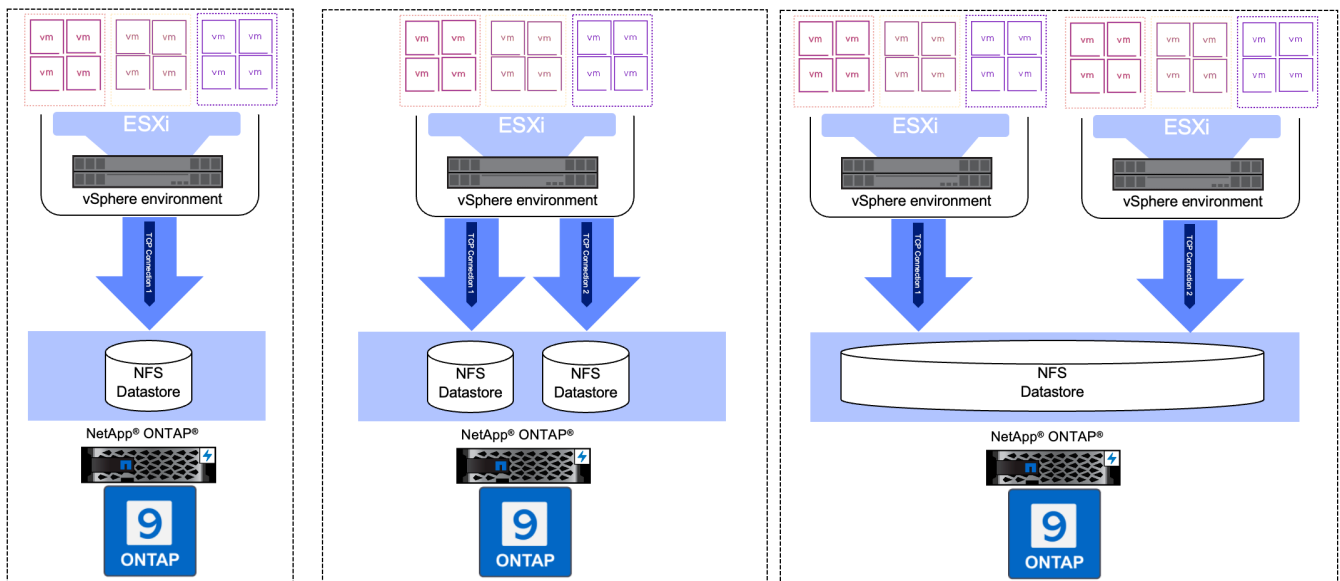 vm vm vm vm vm vm
vm vm vm vm vm vm
ESXi
vSphere environment
TCP Connection 1
NFS
Datastore
NetApp® ONTAP®
9
ONTAP
vm vm vm vm vm vm
vm vm vm vm vm vm
ESXi
vSphere environment
TCP Connection 1
TCP Connection 2
NFS
Datastore
NFS
Datastore
NetApp® ONTAP®
9
ONTAP
vm vm vm vm vm vm
vm vm vm vm vm vm
ESXi
vSphere environment
TCP Connection 1
vm vm vm vm vm vm
vm vm vm vm vm vm
ESXi
vSphere environment
TCP Connection 2
NFS
Datastore
NetApp® ONTAP®
9
ONTAP